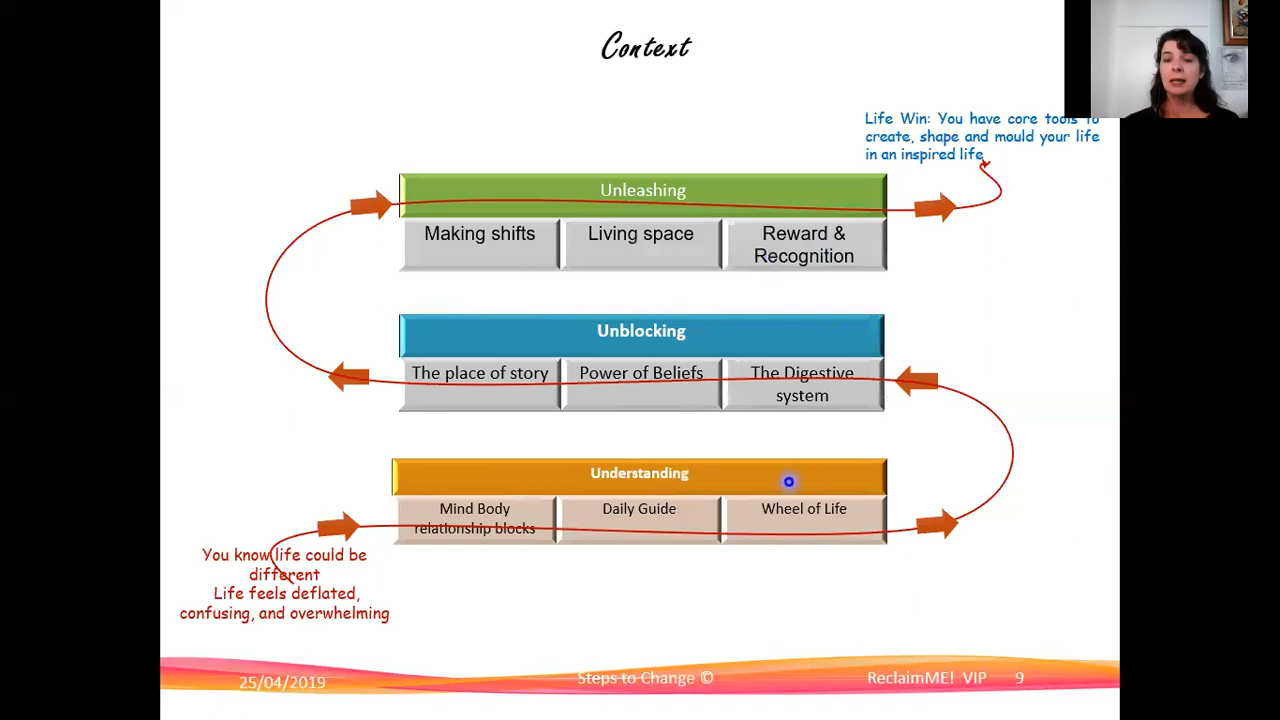 Context
Life Win: You have core tools to
create, shape and mould your life
in an inspired life
Unleashing
Making shifts
Living space
Reward &
Recognition
Unblocking
The place of story
Power of Beliefs
The Digestive
system
Understanding
Mind Body
relationship blocks
Daily Guide
Wheel of Life
You know life could be
different
Life feels deflated,
confusing, and overwhelming
25/04/2019
Steps to Change ©
ReclaimME! VIP 9